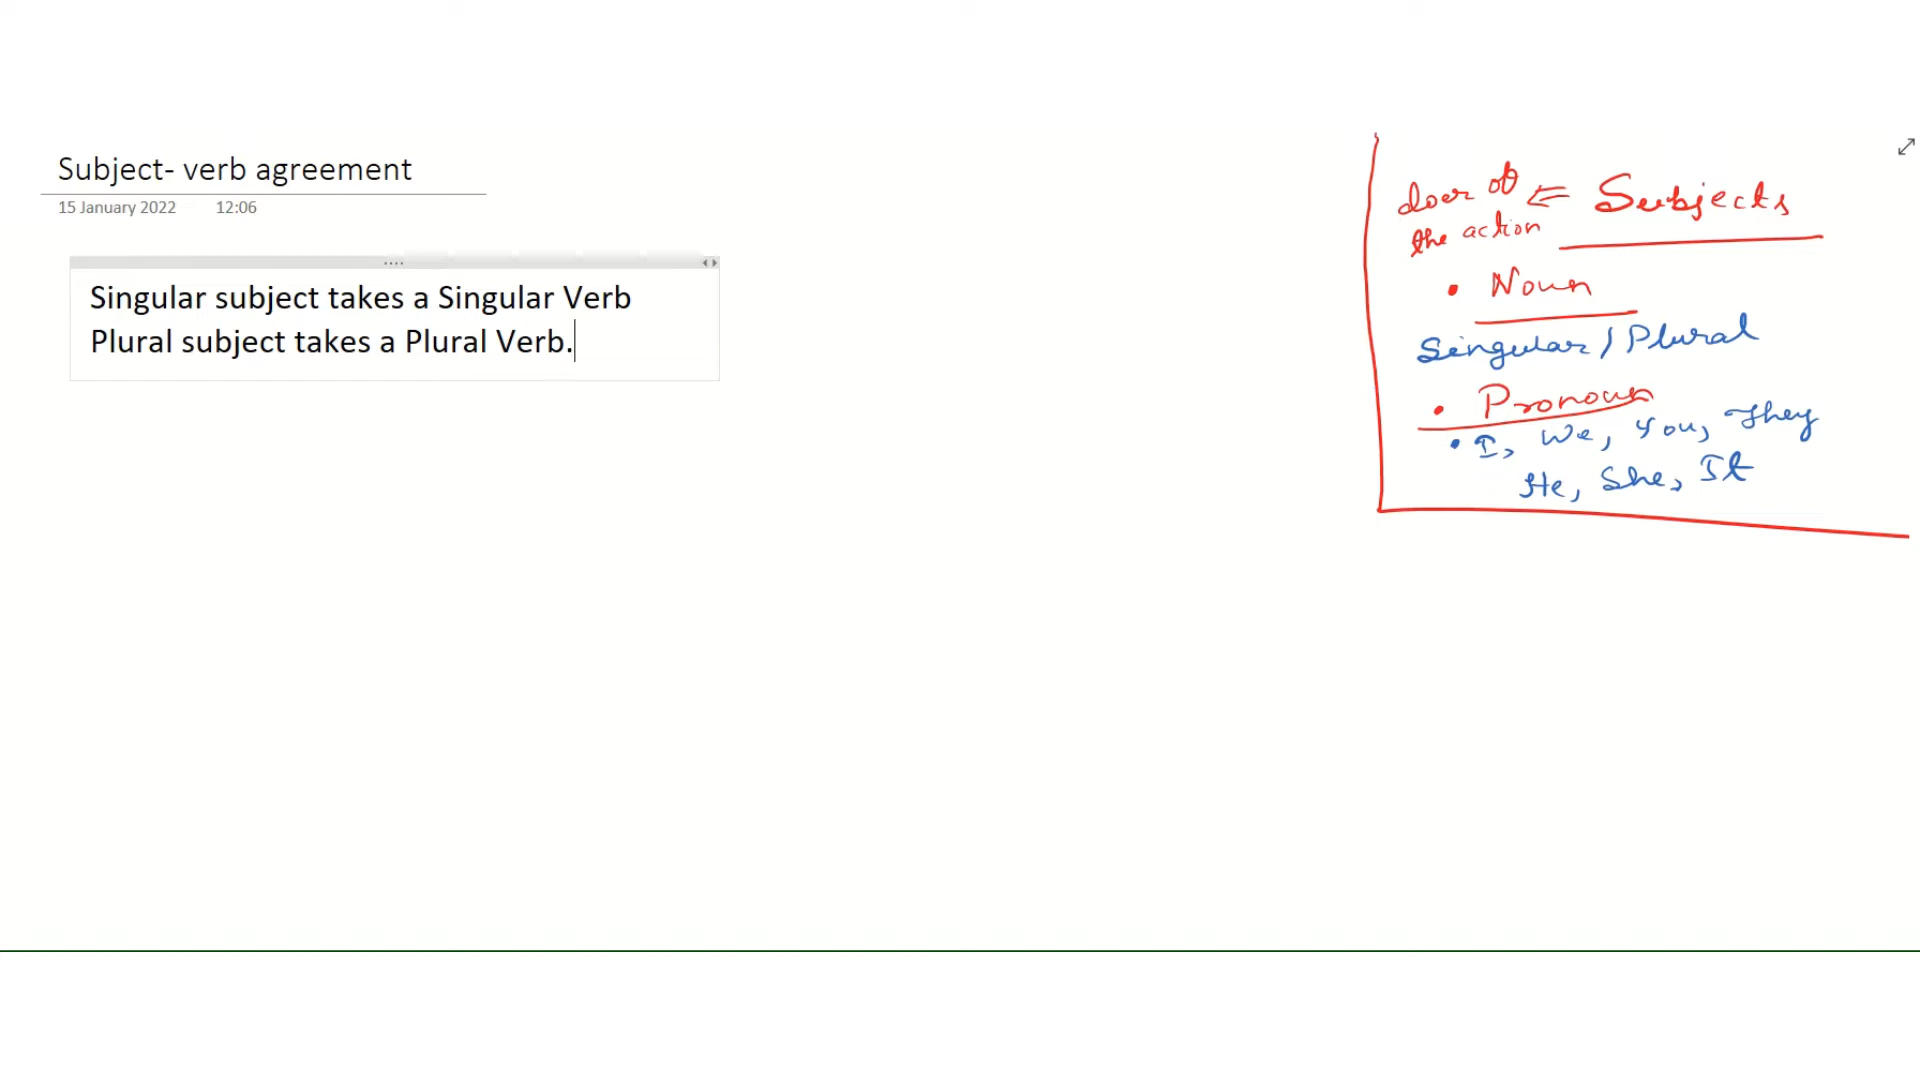 Subject- verb agreement
15 January 2022 12:06
Singular subject takes a Singular Verb
Plural subject takes a Plural Verb.
doer of ⇐ Subjects
the action
• Noun
Singular / Plural
• Pronoun
• I, We, You, They
He, She, It